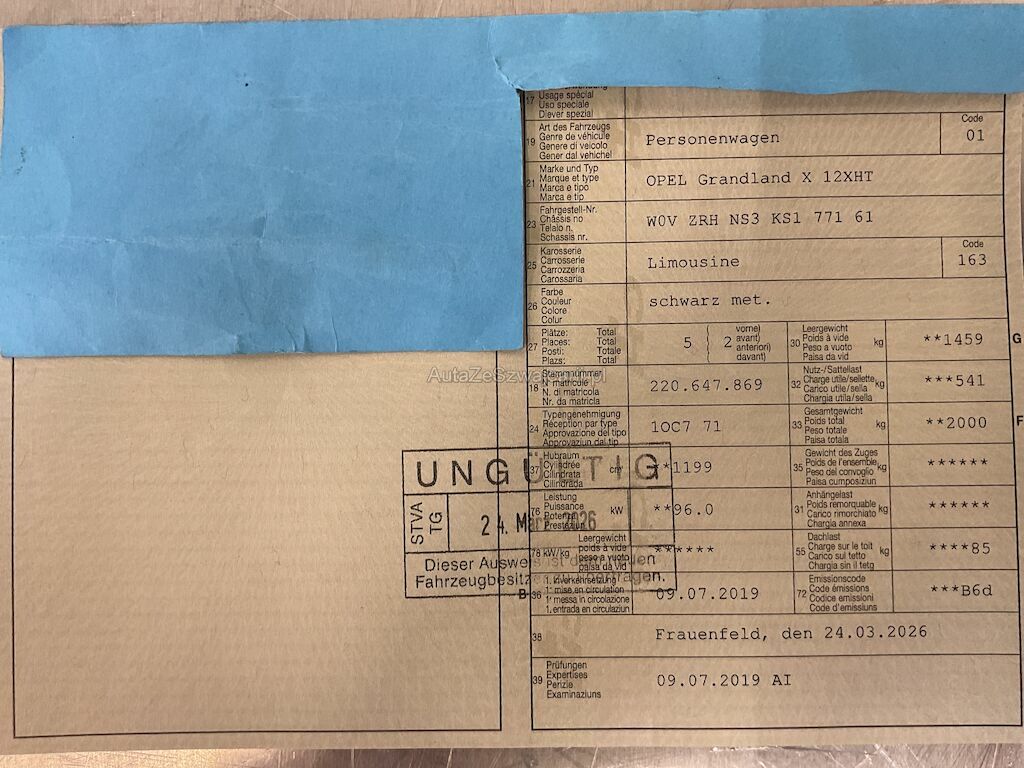 17 Usage spécial
Uso speciale
Diever spezial
19 Art des Fahrzeugs
Genre de véhicule
Genere di veicolo
Gener dal vehichel
Personenwagen
Code
01
21 Marke und Typ
Marque et type
Marca e tipo
Marca e tip
OPEL Grandland X 12XHT
23 Fahrgestell-Nr.
Châssis no
Telaio n.
Schassis nr.
W0V ZRH NS3 KS1 771 61
25 Karosserie
Carrosserie
Carrozzeria
Carossaria
Limousine
Code
163
26 Farbe
Couleur
Colore
Colur
schwarz met.
27 Plätze: Total
Places: Total
Posti: Totale
Plazs: Total
5 ( 2 vorne)
avant)
anteriori)
davant)
30 Leergewicht
Poids à vide
Peso a vuoto
Paisa da vid
kg
**1459
G
AutaZeSzwajcarii.pl
18 Stammnummer
N° matricule
N. di matricola
Nr. da matricla
220.647.869
32 Nutz-/Sattellast
Charge utile/sellette
Carico utile/sella
Chargia utila/sella
kg
***541
24 Typengenehmigung
Réception par type
Approvazione del tipo
Approvaziun dal tip
1OC7 71
33 Gesamtgewicht
Poids total
Peso totale
Paisa totala
kg
**2000
F
37 Hubraum
Cylindrée
Cilindrata
Cilindrada
cm³
**1199
35 Gewicht des Zuges
Poids de l'ensemble
Peso del convoglio
Paisa cumposiziun
kg
******
76 Leistung
Puissance
Potenza
Prestaziun
kW
**96.0
31 Anhängelast
Poids remorquable
Carico rimorchiato
Chargia annexa
kg
******
78 kW/kg
Leergewicht
poids à vide
peso a vuoto
paisa da vid
******
55 Dachlast
Charge sur le toit
Carico sul tetto
Chargia sin il tetg
kg
****85
B 36 1. Inverkehrsetzung
1re mise en circulation
1a messa in circolazione
1. entrada en circulaziun
09.07.2019
72 Emissionscode
Code émissions
Codice emissioni
Code d'emissiuns
***B6d
38
Frauenfeld, den 24.03.2026
39 Prüfungen
Expertises
Perizie
Examinaziuns
09.07.2019 AI
UNGÜLTIG
STVA
TG
24. März 2026
Dieser Ausweis ist dem neuen
Fahrzeugbesitzer zu übertragen.